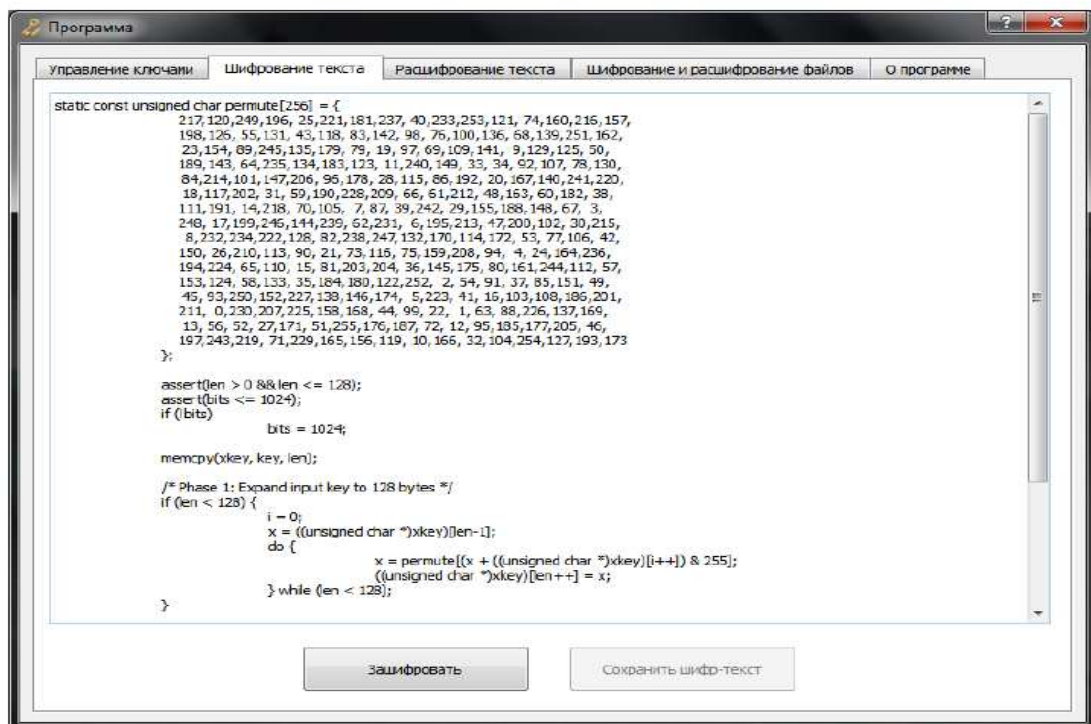 Программа
Управление ключами
Шифрование текста
Расшифрование текста
Шифрование и расшифрование файлов
О программе
static const unsigned char permute[256] = {
217,120,249,196, 25,221,181,237, 40,233,253,121, 74,160,216,157,
198,126, 55,131, 43,118, 83,142, 98, 76,100,136, 68,139,251,162,
23,154, 89,245,135,179, 79, 19, 97, 69,109,141, 9,129,125, 50,
189,143, 64,235,134,183,123, 11,240,149, 33, 34, 92,107, 78,130,
84,214,101,147,206, 96,178, 28,115, 86,192, 20,167,140,241,220,
18,117,202, 31, 59,190,228,209, 66, 61,212, 48,163, 60,182, 38,
111,191, 14,218, 70,105, 7, 87, 39,242, 29,155,188,148, 67, 3,
248, 17,199,246,144,239, 62,231, 6,195,213, 47,200,102, 30,215,
8,232,234,222,128, 82,238,247,132,170,114,172, 53, 77,106, 42,
150, 26,210,113, 90, 21, 73,116, 75,159,208, 94, 4, 24,164,236,
194,224, 65,110, 15, 81,203,204, 36,145,175, 80,161,244,112, 57,
153,124, 58,133, 35,184,180,122,252, 2, 54, 91, 37, 85,151, 49,
45, 93,250,152,227,138,146,174, 5,223, 41, 16,103,108,186,201,
211, 0,230,207,225,158,168, 44, 99, 22, 1, 63, 88,226,137,169,
13, 56, 52, 27,171, 51,255,176,187, 72, 12, 95,185,177,205, 46,
197,243,219, 71,229,165,156,119, 10,166, 32,104,254,127,193,173
};
assert(len > 0 && len <= 128);
assert(bits <= 1024);
if (!bits)
bits = 1024;
memcpy(xkey, key, len);
/* Phase 1: Expand input key to 128 bytes */
if (len < 128) {
i = 0;
x = ((unsigned char *)xkey)[len-1];
do {
x = permute[(x + ((unsigned char *)xkey)[i++]) & 255];
((unsigned char *)xkey)[len++] = x;
} while (len < 128);
}
Зашифровать
Сохранить шифр-текст